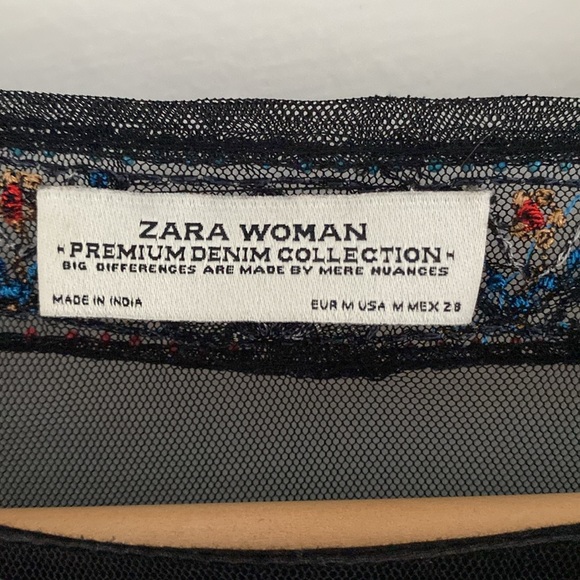 ZARA WOMAN
- PREMIUM DENIM COLLECTION -
BIG DIFFERENCES ARE MADE BY MERE NUANCES
MADE IN INDIA EUR M USA M MEX 28